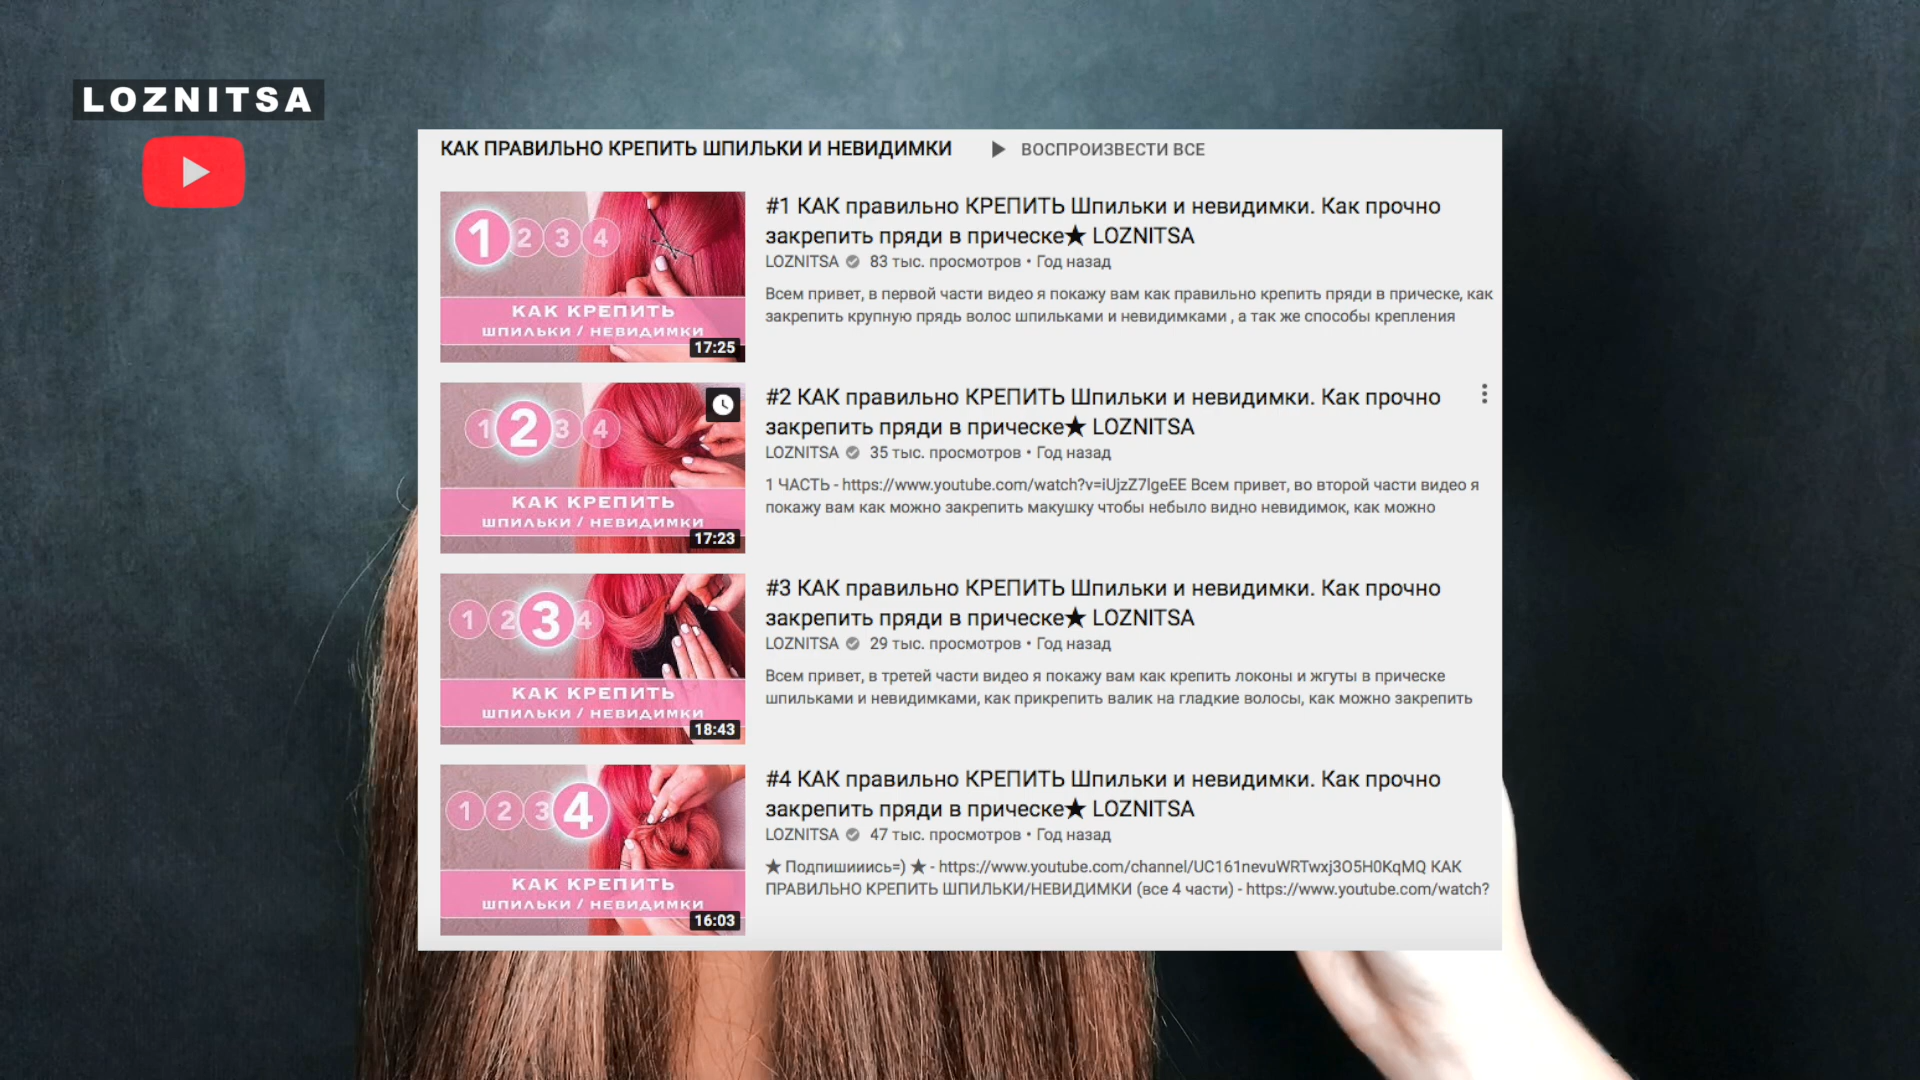 LOZNITSA
КАК ПРАВИЛЬНО КРЕПИТЬ ШПИЛЬКИ И НЕВИДИМКИ
ВОСПРОИЗВЕСТИ ВСЕ
1 2 3 4
КАК КРЕПИТЬ
ШПИЛЬКИ / НЕВИДИМКИ
17:25
#1 КАК правильно КРЕПИТЬ Шпильки и невидимки. Как прочно
закрепить пряди в прическе★ LOZNITSA
LOZNITSA 83 тыс. просмотров • Год назад
Всем привет, в первой части видео я покажу вам как правильно крепить пряди в прическе, как
закрепить крупную прядь волос шпильками и невидимками , а так же способы крепления
1 2 3 4
КАК КРЕПИТЬ
ШПИЛЬКИ / НЕВИДИМКИ
17:23
#2 КАК правильно КРЕПИТЬ Шпильки и невидимки. Как прочно
закрепить пряди в прическе★ LOZNITSA
LOZNITSA 35 тыс. просмотров • Год назад
1 ЧАСТЬ - https://www.youtube.com/watch?v=iUjzZ7lgeEE Всем привет, во второй части видео я
покажу вам как можно закрепить макушку чтобы небыло видно невидимок, как можно
1 2 3 4
КАК КРЕПИТЬ
ШПИЛЬКИ / НЕВИДИМКИ
18:43
#3 КАК правильно КРЕПИТЬ Шпильки и невидимки. Как прочно
закрепить пряди в прическе★ LOZNITSA
LOZNITSA 29 тыс. просмотров • Год назад
Всем привет, в третей части видео я покажу вам как крепить локоны и жгуты в прическе
шпильками и невидимками, как прикрепить валик на гладкие волосы, как можно закрепить
1 2 3 4
КАК КРЕПИТЬ
ШПИЛЬКИ / НЕВИДИМКИ
16:03
#4 КАК правильно КРЕПИТЬ Шпильки и невидимки. Как прочно
закрепить пряди в прическе★ LOZNITSA
LOZNITSA 47 тыс. просмотров • Год назад
★ Подпишииись=) ★ - https://www.youtube.com/channel/UC161nevuWRTwxj3O5H0KqMQ КАК
ПРАВИЛЬНО КРЕПИТЬ ШПИЛЬКИ/НЕВИДИМКИ (все 4 части) - https://www.youtube.com/watch?